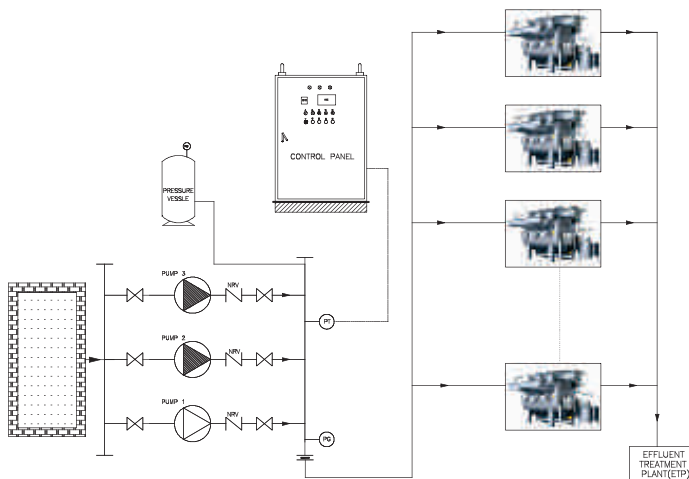 CONTROL PANEL
PRESSURE
VESSLE
PUMP 3
NRV
PT
PUMP 2
NRV
PUMP 1
NRV
PG
EFFLUENT
TREATMENT
PLANT(ETP)